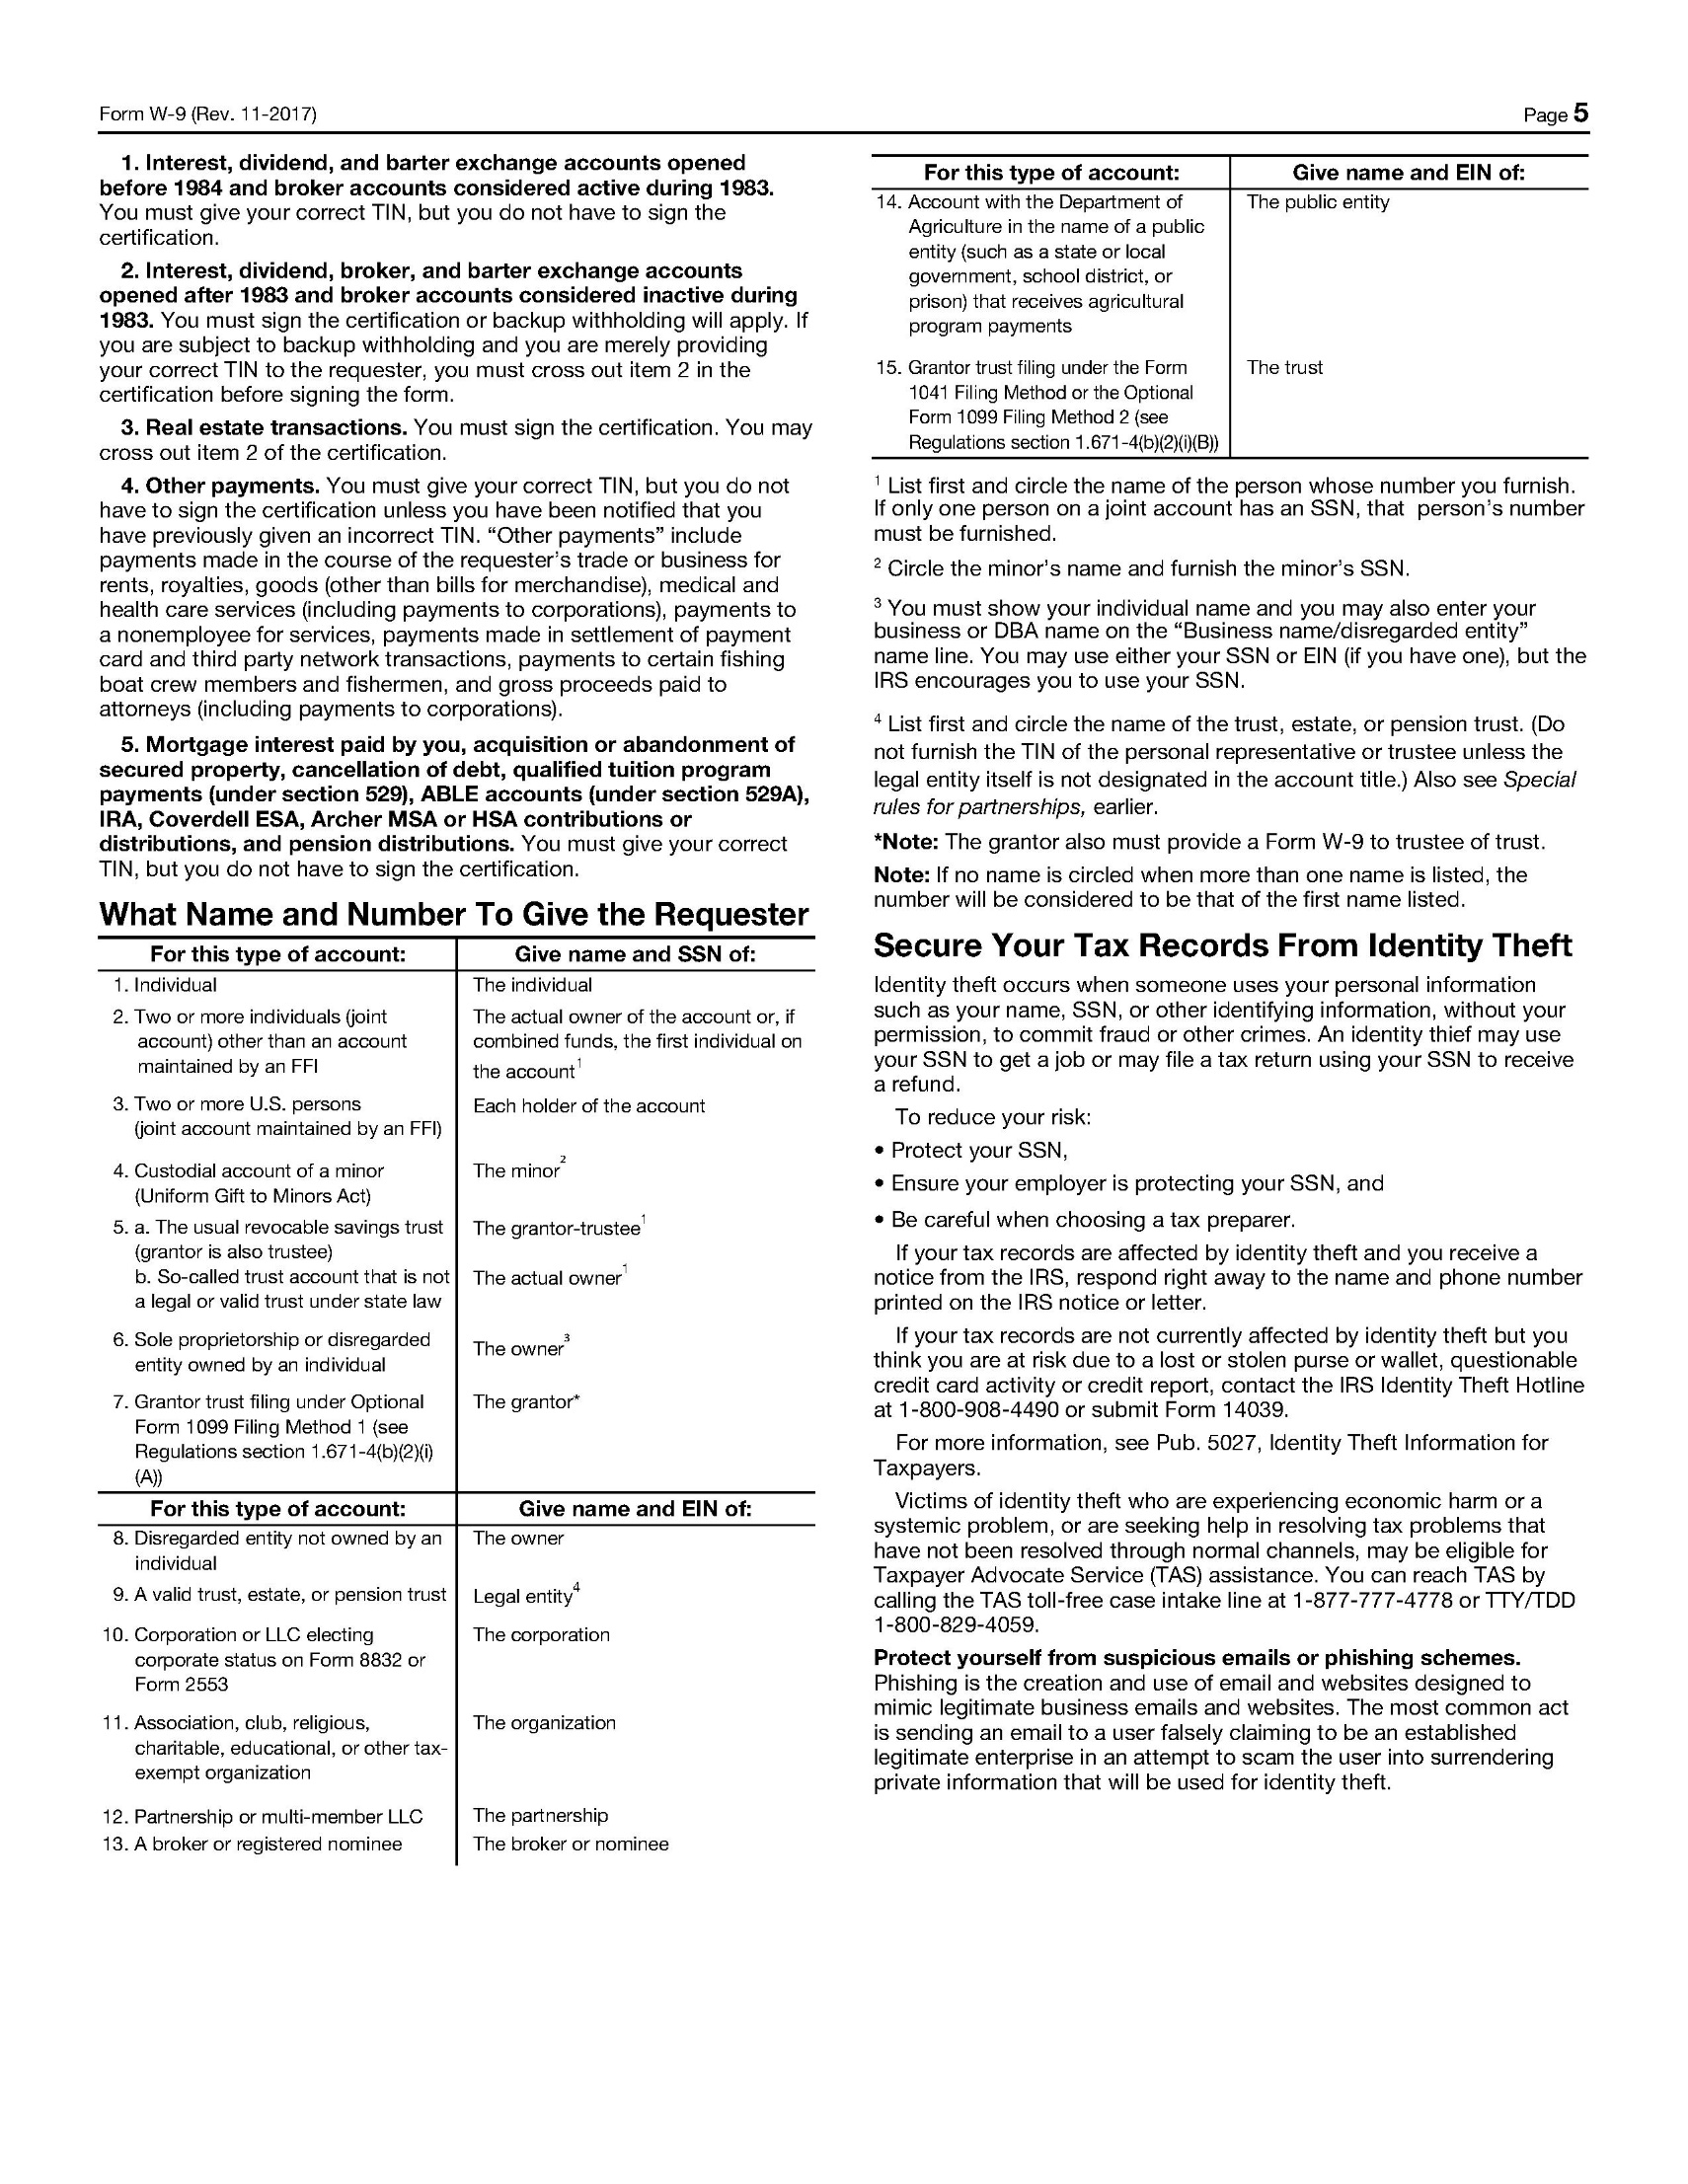 Form W-9 (Rev. 11-2017)
Page 5
1. Interest, dividend, and barter exchange accounts opened
before 1984 and broker accounts considered active during 1983.
You must give your correct TIN, but you do not have to sign the
certification.
2. Interest, dividend, broker, and barter exchange accounts
opened after 1983 and broker accounts considered inactive during
1983. You must sign the certification or backup withholding will apply. If
you are subject to backup withholding and you are merely providing
your correct TIN to the requester, you must cross out item 2 in the
certification before signing the form.
3. Real estate transactions. You must sign the certification. You may
cross out item 2 of the certification.
4. Other payments. You must give your correct TIN, but you do not
have to sign the certification unless you have been notified that you
have previously given an incorrect TIN. “Other payments” include
payments made in the course of the requester’s trade or business for
rents, royalties, goods (other than bills for merchandise), medical and
health care services (including payments to corporations), payments to
a nonemployee for services, payments made in settlement of payment
card and third party network transactions, payments to certain fishing
boat crew members and fishermen, and gross proceeds paid to
attorneys (including payments to corporations).
5. Mortgage interest paid by you, acquisition or abandonment of
secured property, cancellation of debt, qualified tuition program
payments (under section 529), ABLE accounts (under section 529A),
IRA, Coverdell ESA, Archer MSA or HSA contributions or
distributions, and pension distributions. You must give your correct
TIN, but you do not have to sign the certification.
What Name and Number To Give the Requester
For this type of account: Give name and SSN of:
1. Individual The individual
2. Two or more individuals (joint The actual owner of the account or, if
account) other than an account combined funds, the first individual on
maintained by an FFI the account¹
3. Two or more U.S. persons Each holder of the account
(joint account maintained by an FFI)
4. Custodial account of a minor The minor²
(Uniform Gift to Minors Act)
5. a. The usual revocable savings trust The grantor-trustee¹
(grantor is also trustee)
b. So-called trust account that is not The actual owner¹
a legal or valid trust under state law
6. Sole proprietorship or disregarded The owner³
entity owned by an individual
7. Grantor trust filing under Optional The grantor*
Form 1099 Filing Method 1 (see
Regulations section 1.671-4(b)(2)(i)
(A))
For this type of account: Give name and EIN of:
8. Disregarded entity not owned by an The owner
individual
9. A valid trust, estate, or pension trust Legal entity⁴
10. Corporation or LLC electing The corporation
corporate status on Form 8832 or
Form 2553
11. Association, club, religious, The organization
charitable, educational, or other tax-
exempt organization
12. Partnership or multi-member LLC The partnership
13. A broker or registered nominee The broker or nominee
For this type of account: Give name and EIN of:
14. Account with the Department of The public entity
Agriculture in the name of a public
entity (such as a state or local
government, school district, or
prison) that receives agricultural
program payments
15. Grantor trust filing under the Form The trust
1041 Filing Method or the Optional
Form 1099 Filing Method 2 (see
Regulations section 1.671-4(b)(2)(i)(B))
¹ List first and circle the name of the person whose number you furnish.
If only one person on a joint account has an SSN, that person’s number
must be furnished.
² Circle the minor’s name and furnish the minor’s SSN.
³ You must show your individual name and you may also enter your
business or DBA name on the “Business name/disregarded entity”
name line. You may use either your SSN or EIN (if you have one), but the
IRS encourages you to use your SSN.
⁴ List first and circle the name of the trust, estate, or pension trust. (Do
not furnish the TIN of the personal representative or trustee unless the
legal entity itself is not designated in the account title.) Also see Special
rules for partnerships, earlier.
*Note: The grantor also must provide a Form W-9 to trustee of trust.
Note: If no name is circled when more than one name is listed, the
number will be considered to be that of the first name listed.
Secure Your Tax Records From Identity Theft
Identity theft occurs when someone uses your personal information
such as your name, SSN, or other identifying information, without your
permission, to commit fraud or other crimes. An identity thief may use
your SSN to get a job or may file a tax return using your SSN to receive
a refund.
To reduce your risk:
• Protect your SSN,
• Ensure your employer is protecting your SSN, and
• Be careful when choosing a tax preparer.
If your tax records are affected by identity theft and you receive a
notice from the IRS, respond right away to the name and phone number
printed on the IRS notice or letter.
If your tax records are not currently affected by identity theft but you
think you are at risk due to a lost or stolen purse or wallet, questionable
credit card activity or credit report, contact the IRS Identity Theft Hotline
at 1-800-908-4490 or submit Form 14039.
For more information, see Pub. 5027, Identity Theft Information for
Taxpayers.
Victims of identity theft who are experiencing economic harm or a
systemic problem, or are seeking help in resolving tax problems that
have not been resolved through normal channels, may be eligible for
Taxpayer Advocate Service (TAS) assistance. You can reach TAS by
calling the TAS toll-free case intake line at 1-877-777-4778 or TTY/TDD
1-800-829-4059.
Protect yourself from suspicious emails or phishing schemes.
Phishing is the creation and use of email and websites designed to
mimic legitimate business emails and websites. The most common act
is sending an email to a user falsely claiming to be an established
legitimate enterprise in an attempt to scam the user into surrendering
private information that will be used for identity theft.